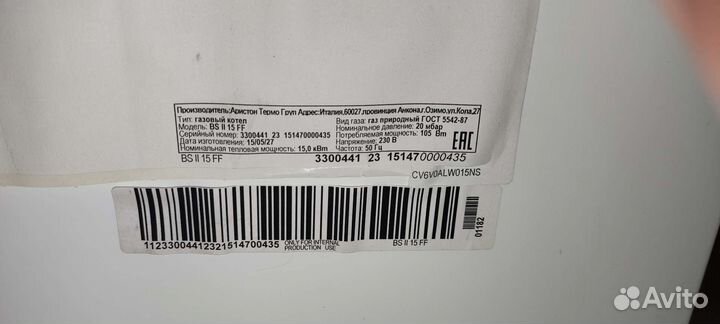 Производитель: Аристон Термо Груп Адрес:Италия,60027,провинция Анкона,г.Озимо,ул.Кола,27
Тип: газовый котел Вид газа: газ природный ГОСТ 5542-87
Модель: BS II 15 FF Номинальное давление: 20 мбар
Серийный номер: 3300441 23 151470000435 Потребляемая мощность: 105 Вт
Дата изготовления: 15/05/27 Напряжение: 230 В
Номинальная тепловая мощность: 15,0 кВт Частота: 50 Гц
EAC
BS II 15 FF 3300441 23 151470000435
CV6V0ALW015NS
11233004412321514700435 ONLY FOR INTERNAL PRODUCTION USE BS II 15 FF
01182
Avito